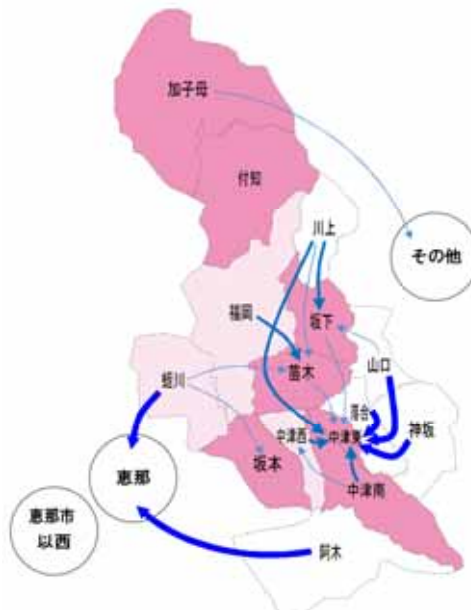 加子母
付知
川上
その他
福岡
坂下
苗木
山口
蛭川
落合
神坂
中津西
中津東
坂本
恵那
中津南
恵那市
以西
阿木